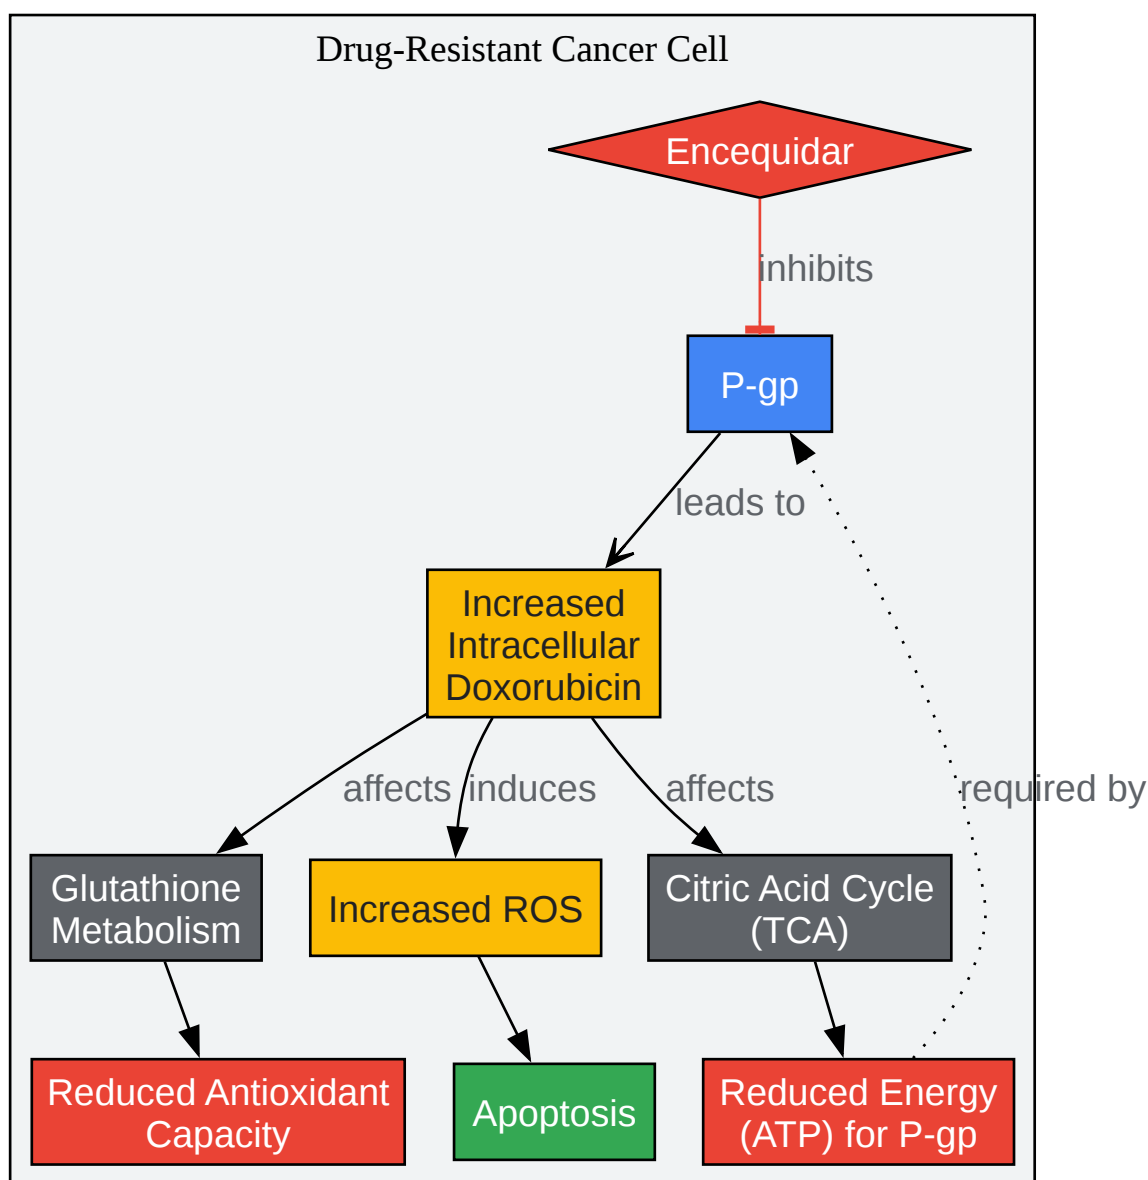 Drug-Resistant Cancer Cell
Encequidar
inhibits
P-gp
leads to
Increased
Intracellular
Doxorubicin
affects
induces
affects
required by
Glutathione
Metabolism
Increased ROS
Citric Acid Cycle
(TCA)
Reduced Antioxidant
Capacity
Apoptosis
Reduced Energy
(ATP) for P-gp